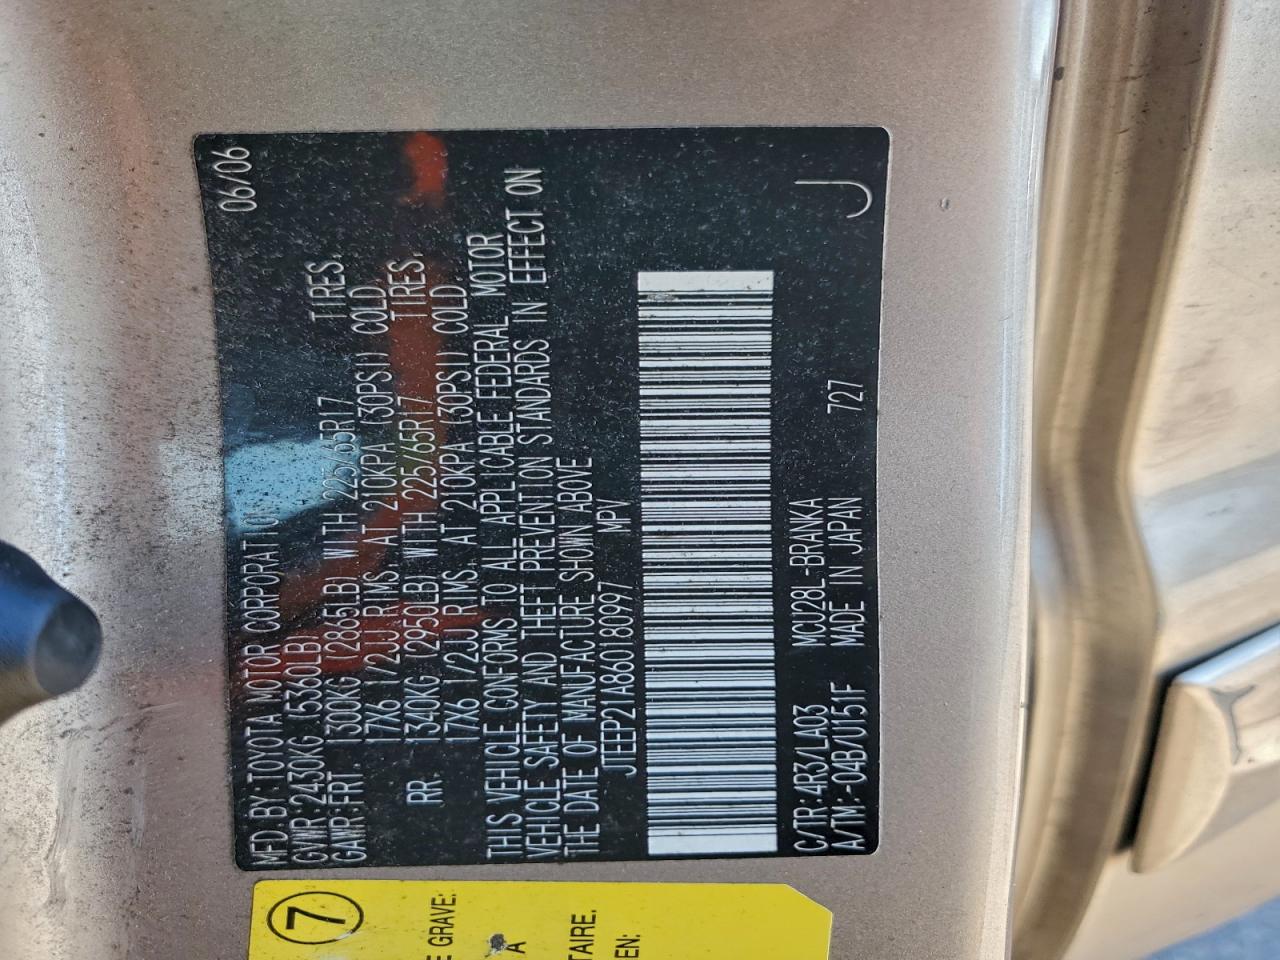 MFD.BY:TOYOTA MOTOR CORPORATION 06/06
GVWR:2430KG (5360LB)
GAWR:FRT. 1300KG (2865LB) WITH 225/65R17 TIRES,
17X6 1/2JJ RIMS, AT 210KPA (30PSI) COLD.
RR. 1340KG (2950LB) WITH 225/65R17 TIRES,
17X6 1/2JJ RIMS, AT 210KPA (30PSI) COLD.
THIS VEHICLE CONFORMS TO ALL APPLICABLE FEDERAL MOTOR
VEHICLE SAFETY AND THEFT PREVENTION STANDARDS IN EFFECT ON
THE DATE OF MANUFACTURE SHOWN ABOVE.
JTEEP21A860180997 MPV
C/TR:4R3/LA03 MCU28L-BRANKA 727 J
A/TM:-04B/U151F MADE IN JAPAN
7
E GRAVE:
A
TAIRE.
EN: